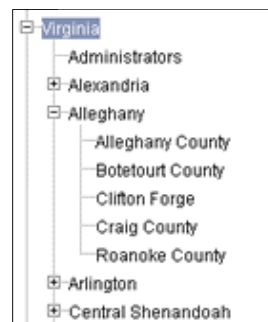 Virginia
Administrators
Alexandria
Alleghany
Alleghany County
Botetourt County
Clifton Forge
Craig County
Roanoke County
Arlington
Central Shenandoah